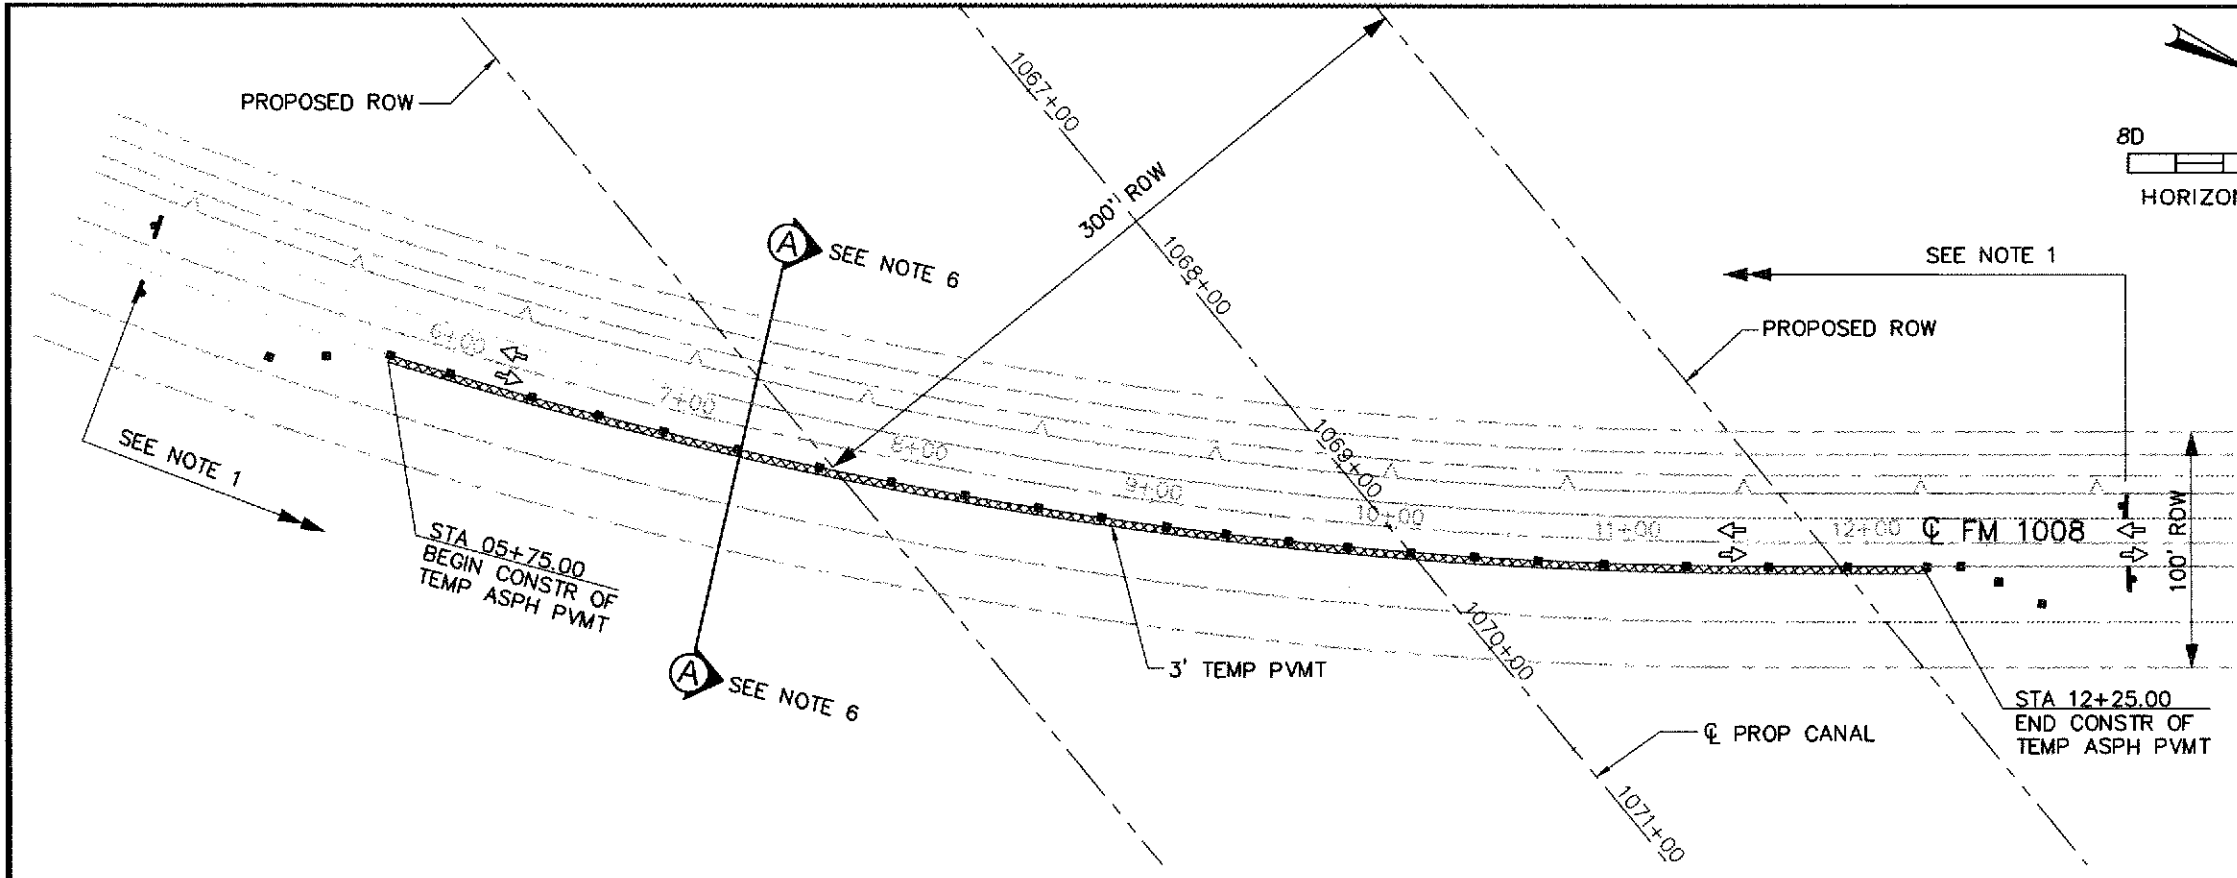 PROPOSED ROW
1067+00
300' ROW
8D
HORIZON
SEE NOTE 6
1068+00
SEE NOTE 1
PROPOSED ROW
6+00
7+00
8+00
9+00
10+00
11+00
12+00
℄ FM 1008
100' ROW
1069+00
SEE NOTE 1
STA 05+75.00
BEGIN CONSTR OF
TEMP ASPH PVMT
SEE NOTE 6
3' TEMP PVMT
1070+00
STA 12+25.00
END CONSTR OF
TEMP ASPH PVMT
℄ PROP CANAL
1071+00
A
A